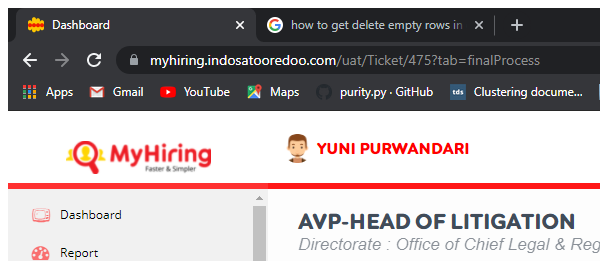 Dashboard
how to get delete empty rows in
myhiring.indosatooredoo.com/uat/Ticket/475?tab=finalProcess
Apps Gmail YouTube Maps purity.py · GitHub tds Clustering docume...
MyHiring
Faster & Simpler
YUNI PURWANDARI
Dashboard
AVP-HEAD OF LITIGATION
Directorate : Office of Chief Legal & Reg
Report